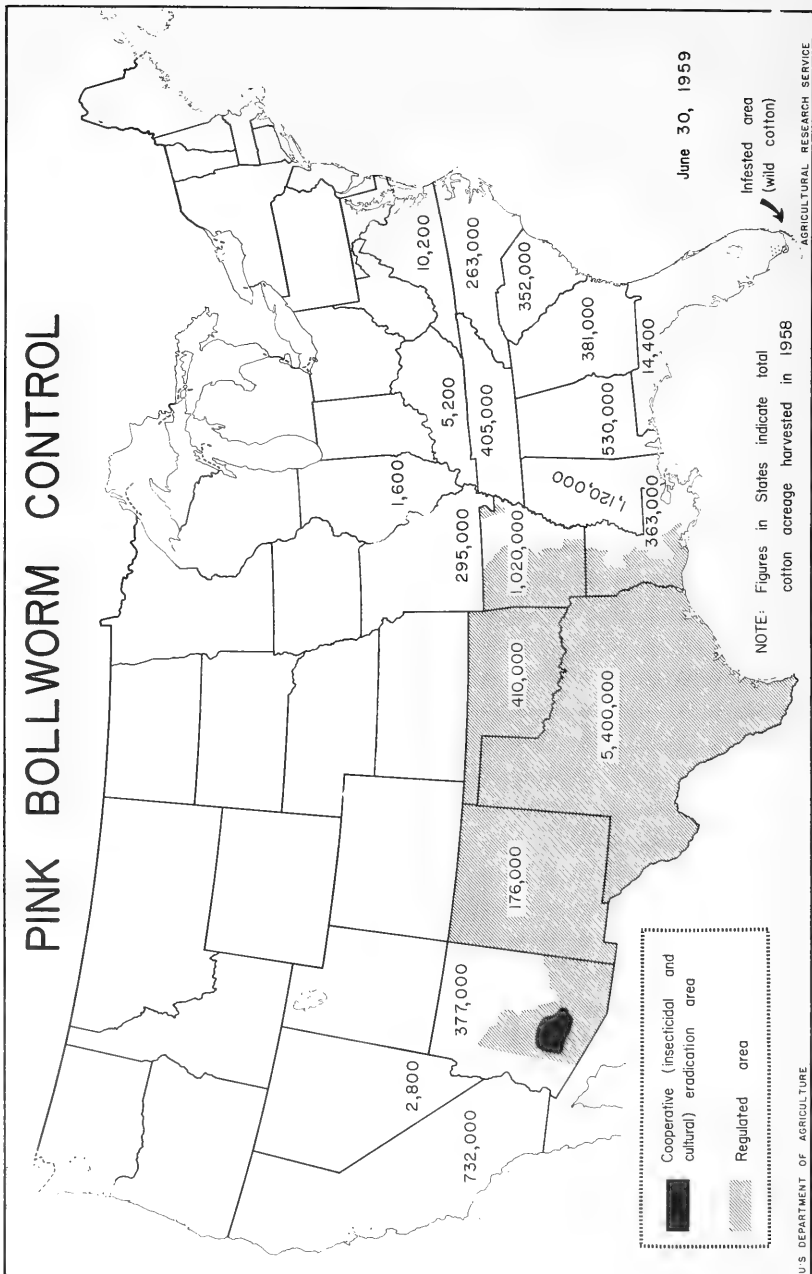 PINK BOLLWORM CONTROL
June 30, 1959
Infested area
(wild cotton)
10,200
263,000
352,000
381,000
14,400
5,200
405,000
530,000
1,120,000
1,600
295,000
1,020,000
363,000
410,000
5,400,000
176,000
377,000
2,800
732,000
NOTE: Figures in States indicate total
cotton acreage harvested in 1958
Cooperative (insecticidal and
cultural) eradication area
Regulated area
U.S DEPARTMENT OF AGRICULTURE
AGRICULTURAL RESEARCH SERVICE